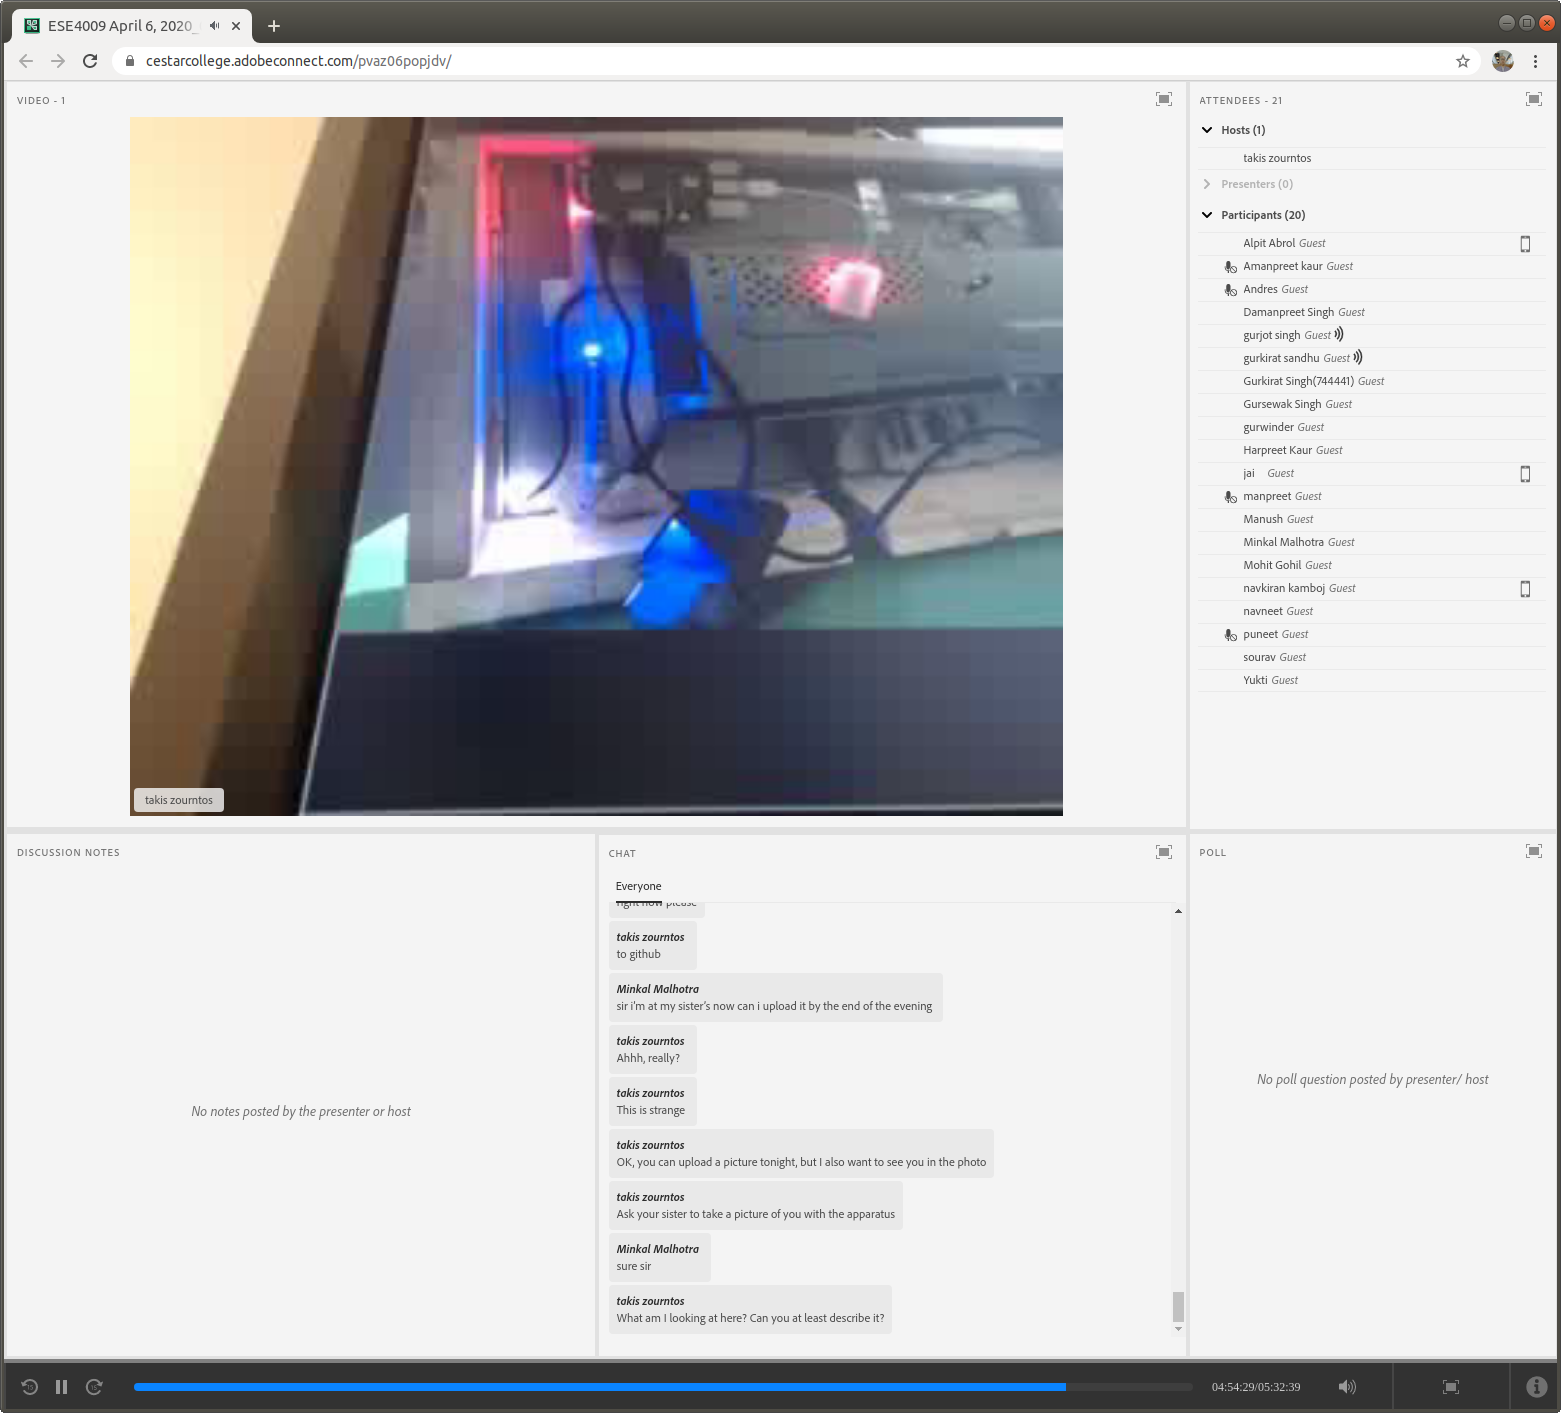 ESE4009 April 6, 2020_
cestarcollege.adobeconnect.com/pvaz06popjdv/
VIDEO - 1
takis zourntos
ATTENDEES - 21
Hosts (1)
takis zourntos
Presenters (0)
Participants (20)
Alpit Abrol Guest
Amanpreet kaur Guest
Andres Guest
Damanpreet Singh Guest
gurjot singh Guest
gurkirat sandhu Guest
Gurkirat Singh(744441) Guest
Gursewak Singh Guest
gurwinder Guest
Harpreet Kaur Guest
jai Guest
manpreet Guest
Manush Guest
Minkal Malhotra Guest
Mohit Gohil Guest
navkiran kamboj Guest
navneet Guest
puneet Guest
sourav Guest
Yukti Guest
DISCUSSION NOTES
No notes posted by the presenter or host
CHAT
Everyone
right now please
takis zourntos
to github
Minkal Malhotra
sir i'm at my sister's now can i upload it by the end of the evening
takis zourntos
Ahhh, really?
takis zourntos
This is strange
takis zourntos
OK, you can upload a picture tonight, but I also want to see you in the photo
takis zourntos
Ask your sister to take a picture of you with the apparatus
Minkal Malhotra
sure sir
takis zourntos
What am I looking at here? Can you at least describe it?
POLL
No poll question posted by presenter/ host
15
15
04:54:29/05:32:39